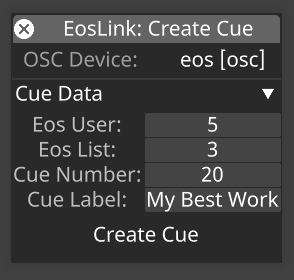 EosLink: Create Cue
OSC Device: eos [osc]
Cue Data
Eos User: 5
Eos List: 3
Cue Number: 20
Cue Label: My Best Work
Create Cue